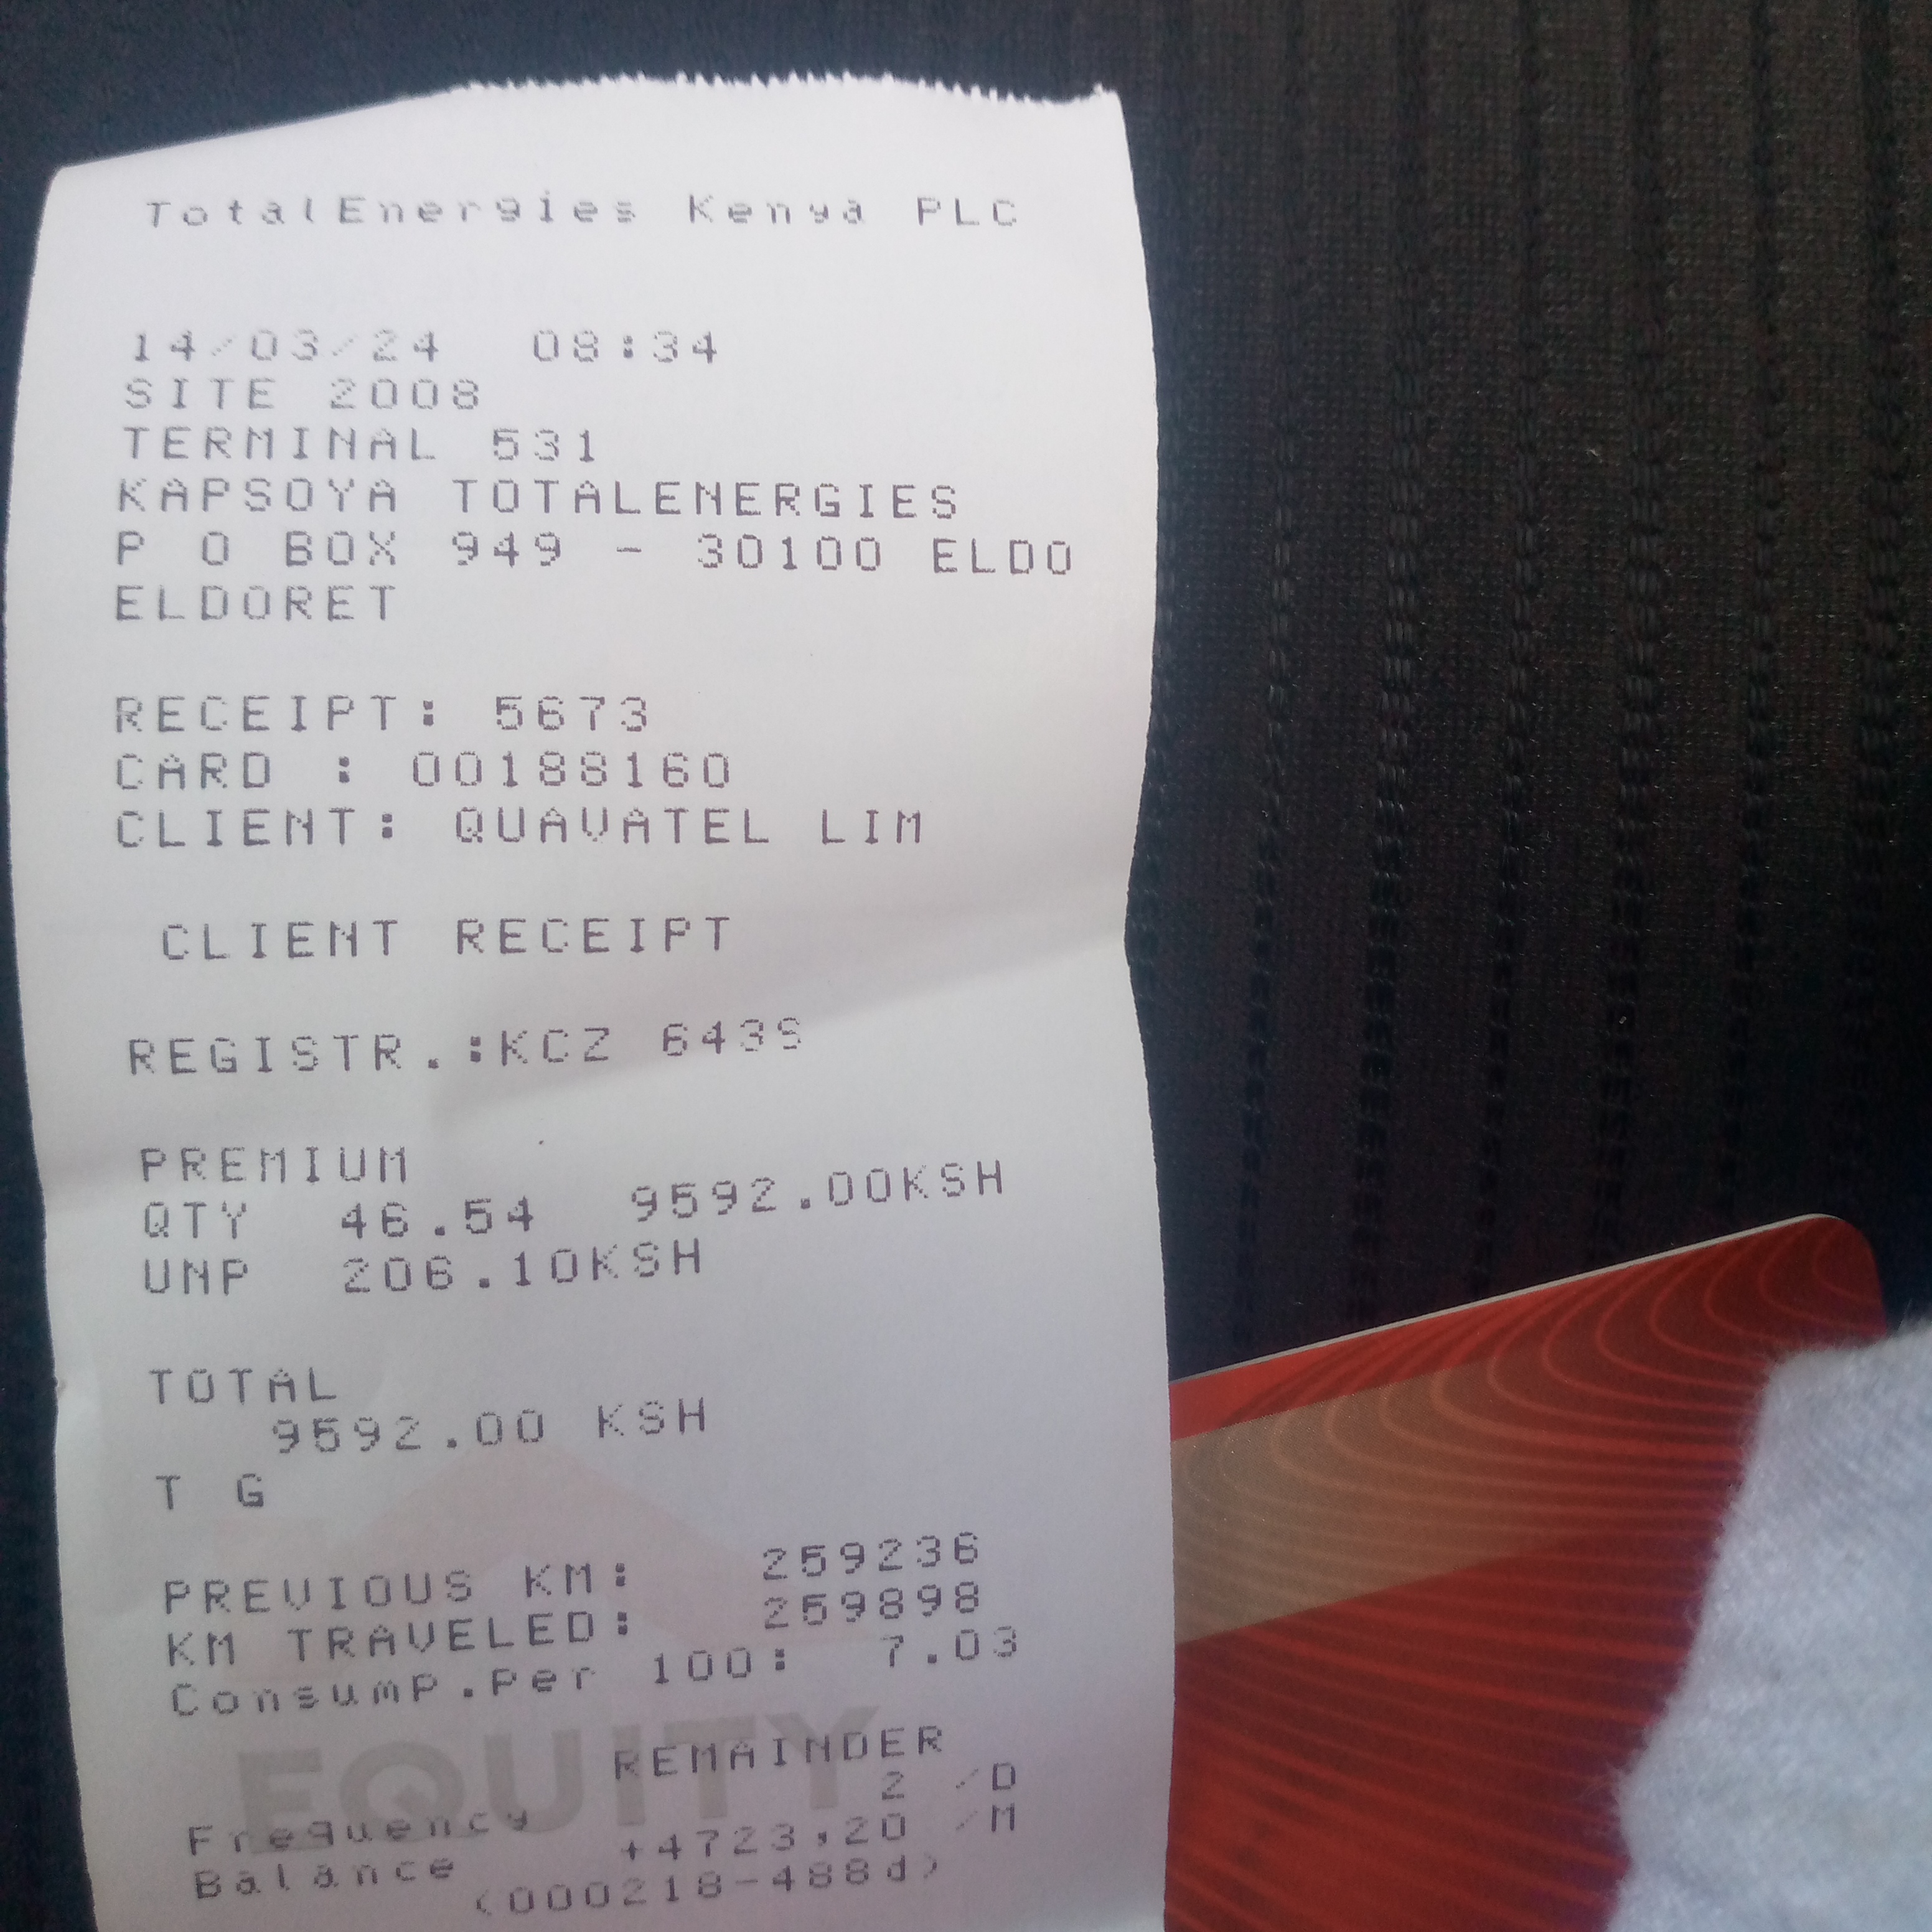 TotalEnergies Kenya PLC
14/03/24 08:34
SITE 2008
TERMINAL 531
KAPSOYA TOTALENERGIES
P O BOX 949 - 30100 ELDO
ELDORET
RECEIPT: 5673
CARD : 00188160
CLIENT: QUAVATEL LIM
CLIENT RECEIPT
REGISTR.:KCZ 643S
PREMIUM
QTY 46.54 9592.00KSH
UNP 206.10KSH
TOTAL
9592.00 KSH
T G
PREVIOUS KM: 259236
KM TRAVELED: 259898
Consump.Per 100: 7.03
EQUITY
REMAINDER
Frequency 2 /D
Balance +4723,20 /M
(000218-488d)